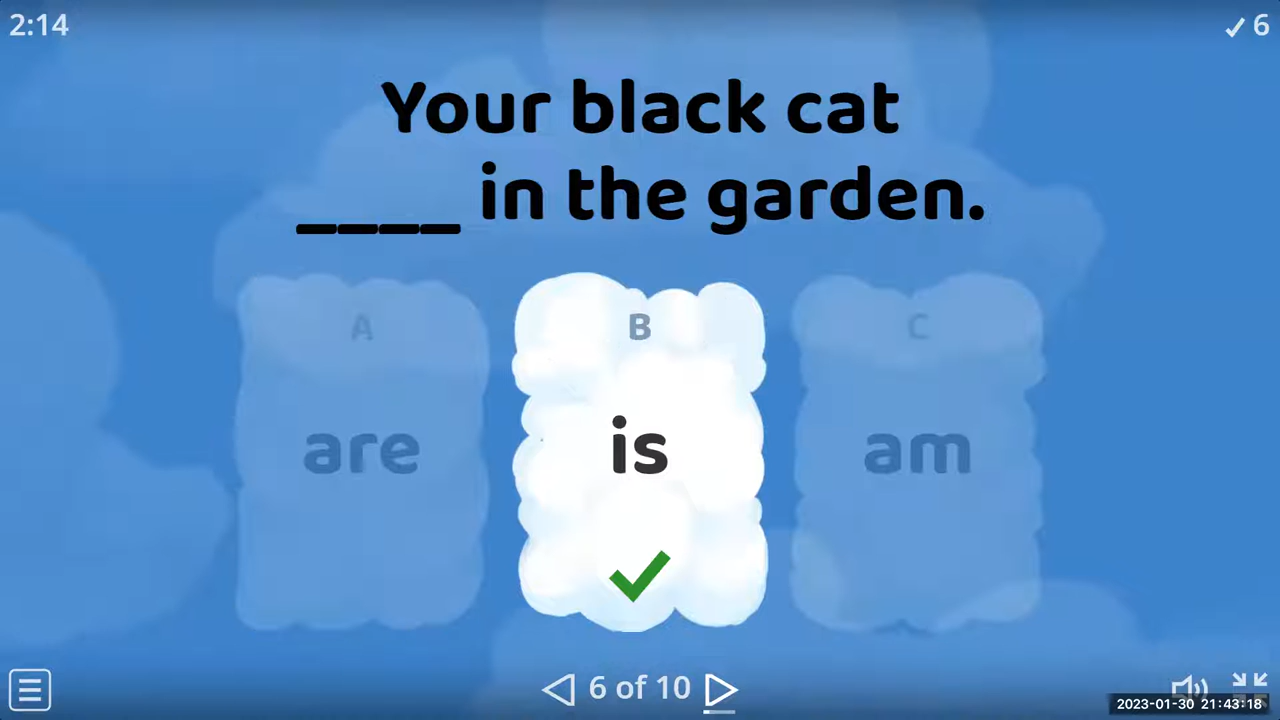 2:14
✓ 6
Your black cat
____ in the garden.
A
B
C
are
is
am
6 of 10
2023-01-30 21:43:18